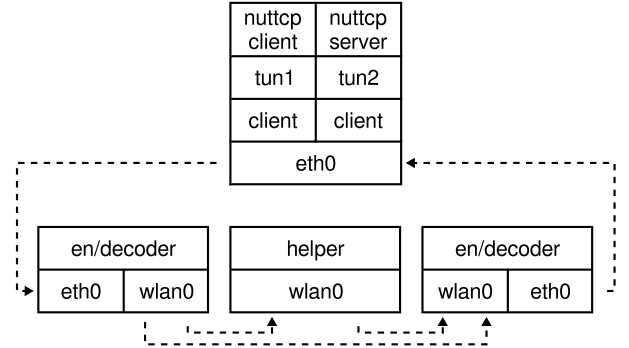 nuttcp client
nuttcp server
tun1
tun2
client
client
eth0
en/decoder
helper
en/decoder
eth0
wlan0
wlan0
wlan0
eth0